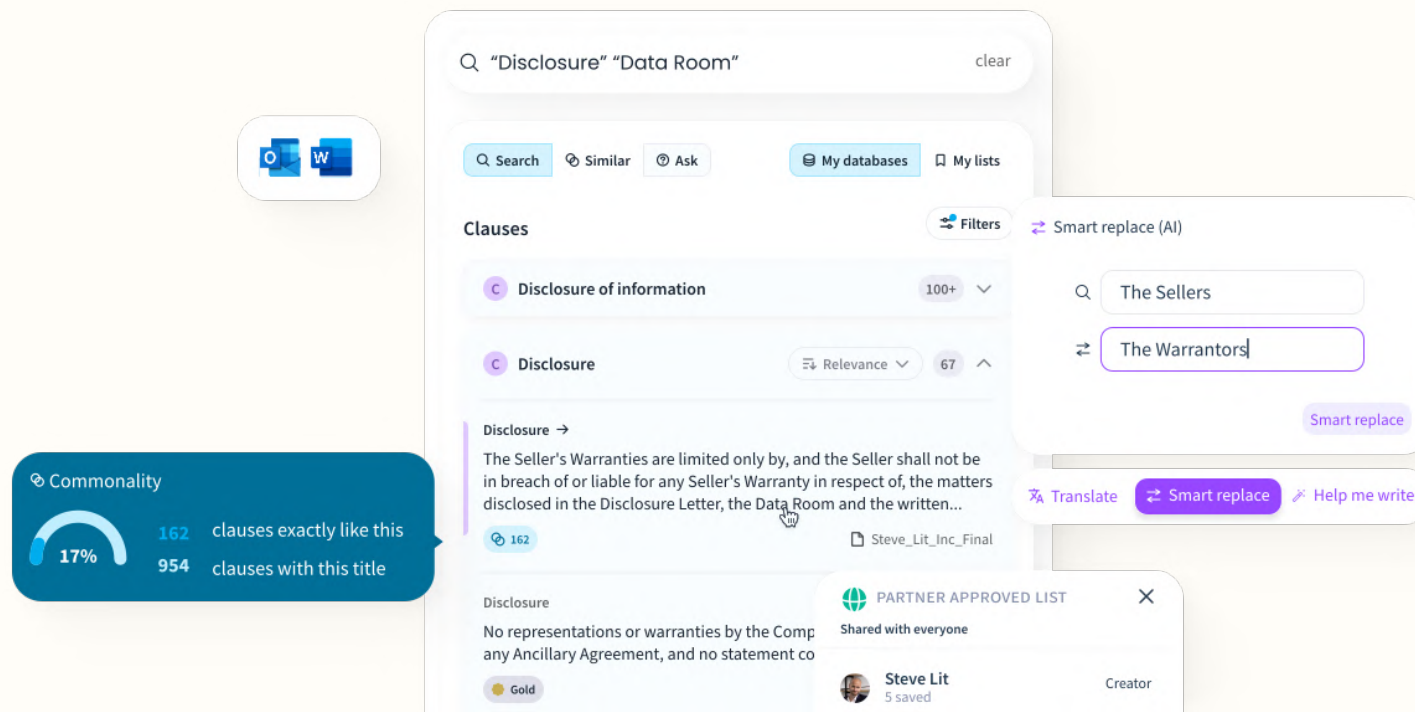 “Disclosure” “Data Room”
clear
O
W
Search
Similar
Ask
My databases
My lists
Clauses
Filters
C
Disclosure of information
100+
C
Disclosure
Relevance
67
Disclosure →
The Seller's Warranties are limited only by, and the Seller shall not be
in breach of or liable for any Seller's Warranty in respect of, the matters
disclosed in the Disclosure Letter, the Data Room and the written...
162
Steve_Lit_Inc_Final
Disclosure
No representations or warranties by the Comp
any Ancillary Agreement, and no statement co
Gold
Commonality
17%
162 clauses exactly like this
954 clauses with this title
Smart replace (AI)
The Sellers
The Warrantors
Smart replace
Translate
Smart replace
Help me write
PARTNER APPROVED LIST
Shared with everyone
Steve Lit
5 saved
Creator